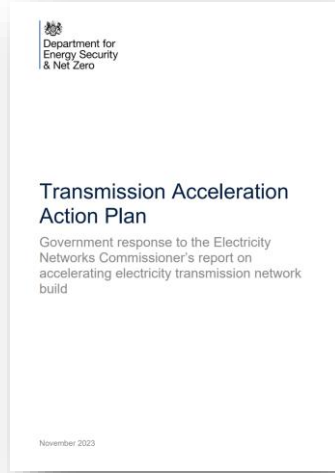 Department for
Energy Security
& Net Zero
Transmission Acceleration
Action Plan
Government response to the Electricity
Networks Commissioner's report on
accelerating electricity transmission network
build
November 2023